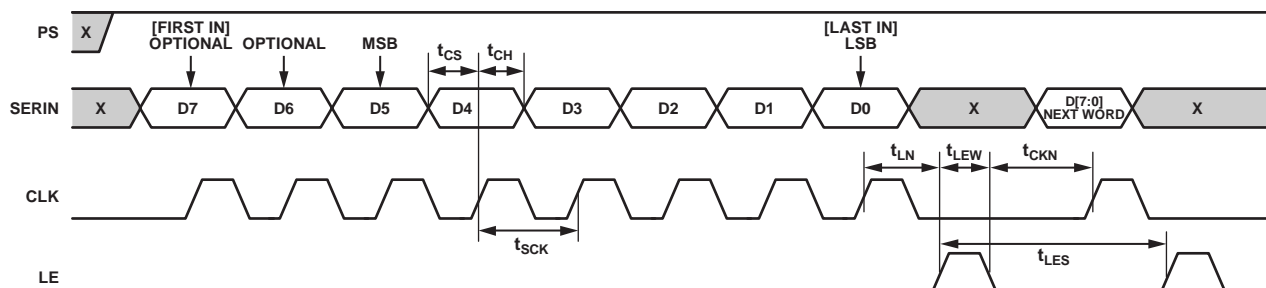 PS X
[FIRST IN]
OPTIONAL
OPTIONAL
MSB
tCS
tCH
[LAST IN]
LSB
SERIN X D7 D6 D5 D4 D3 D2 D1 D0 X D[7:0] X
NEXT WORD
tLN
tLEW
tCKN
CLK
tSCK
tLES
LE